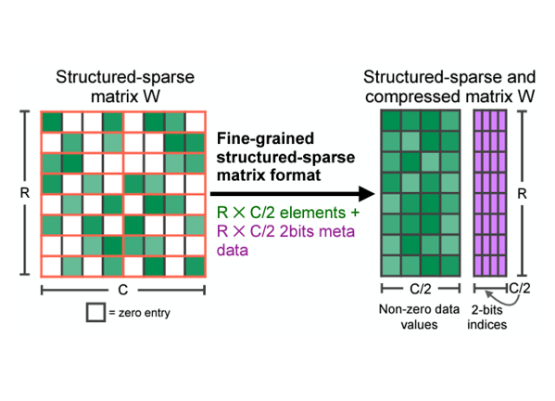 Structured-sparse
matrix W
Structured-sparse and
compressed matrix W
Fine-grained
structured-sparse
matrix format
R × C/2 elements +
R × C/2 2bits meta
data
R
R
C
C/2
C/2
= zero entry
Non-zero data
values
2-bits
indices